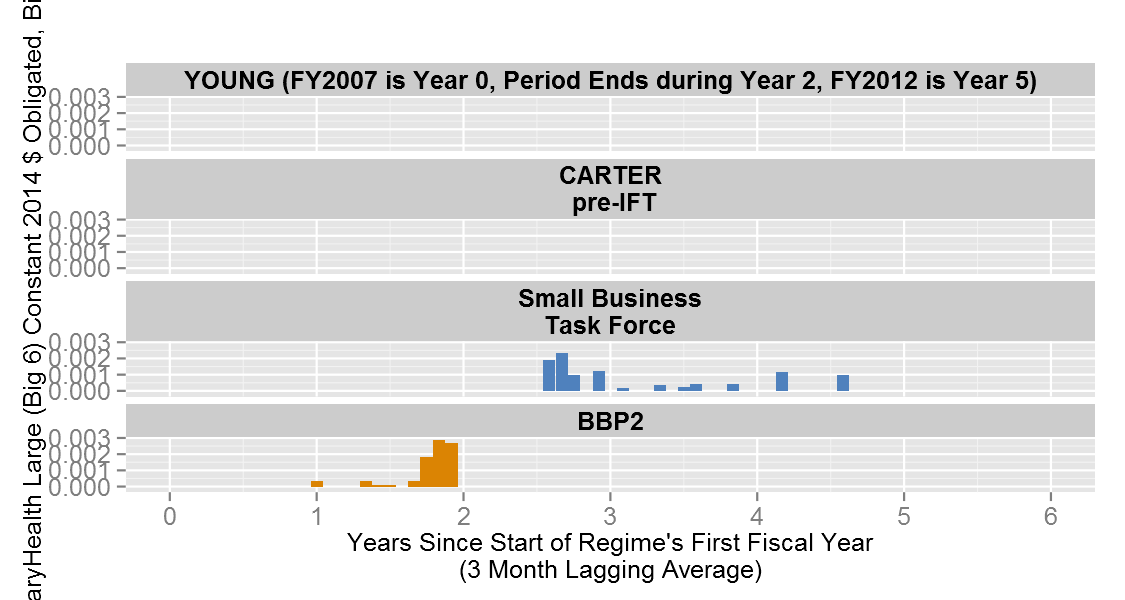 aryHealth Large (Big 6) Constant 2014 $ Obligated, Bi
YOUNG (FY2007 is Year 0, Period Ends during Year 2, FY2012 is Year 5)
0.003
0.002
0.001
0.000
CARTER
pre-IFT
0.003
0.002
0.001
0.000
Small Business
Task Force
0.003
0.002
0.001
0.000
BBP2
0.003
0.002
0.001
0.000
0 1 2 3 4 5 6
Years Since Start of Regime's First Fiscal Year
(3 Month Lagging Average)